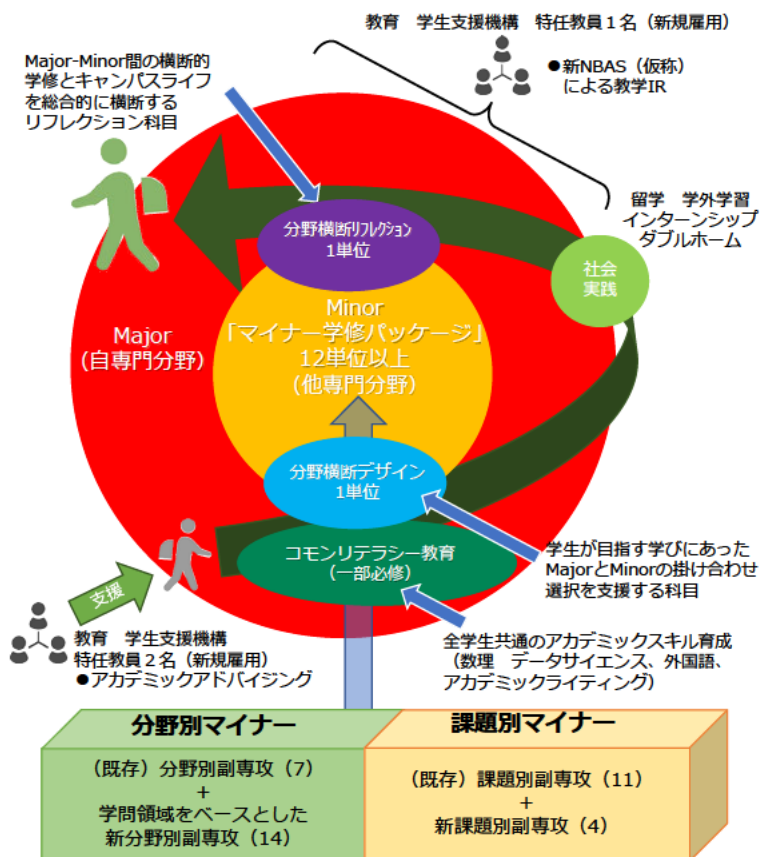 教育　学生支援機構　特任教員１名（新規雇用）
●新NBAS（仮称）
による教学IR
Major-Minor間の横断的
学修とキャンパスライフ
を総合的に横断する
リフレクション科目
留学　学外学習
インターンシップ
ダブルホーム
分野横断リフレクション
1単位
社会
実践
Minor
「マイナー学修パッケージ」
12単位以上
(他専門分野)
Major
(自専門分野)
分野横断デザイン
1単位
コモンリテラシー教育
（一部必修）
学生が目指す学びにあった
MajorとMinorの掛け合わせ
選択を支援する科目
支援
教育　学生支援機構
特任教員２名（新規雇用）
●アカデミックアドバイジング
全学生共通のアカデミックスキル育成
（数理　データサイエンス、外国語、
アカデミックライティング）
分野別マイナー
（既存）分野別副専攻（7）
+
学問領域をベースとした
新分野別副専攻（14）
課題別マイナー
（既存）課題別副専攻（11）
+
新課題別副専攻（4）